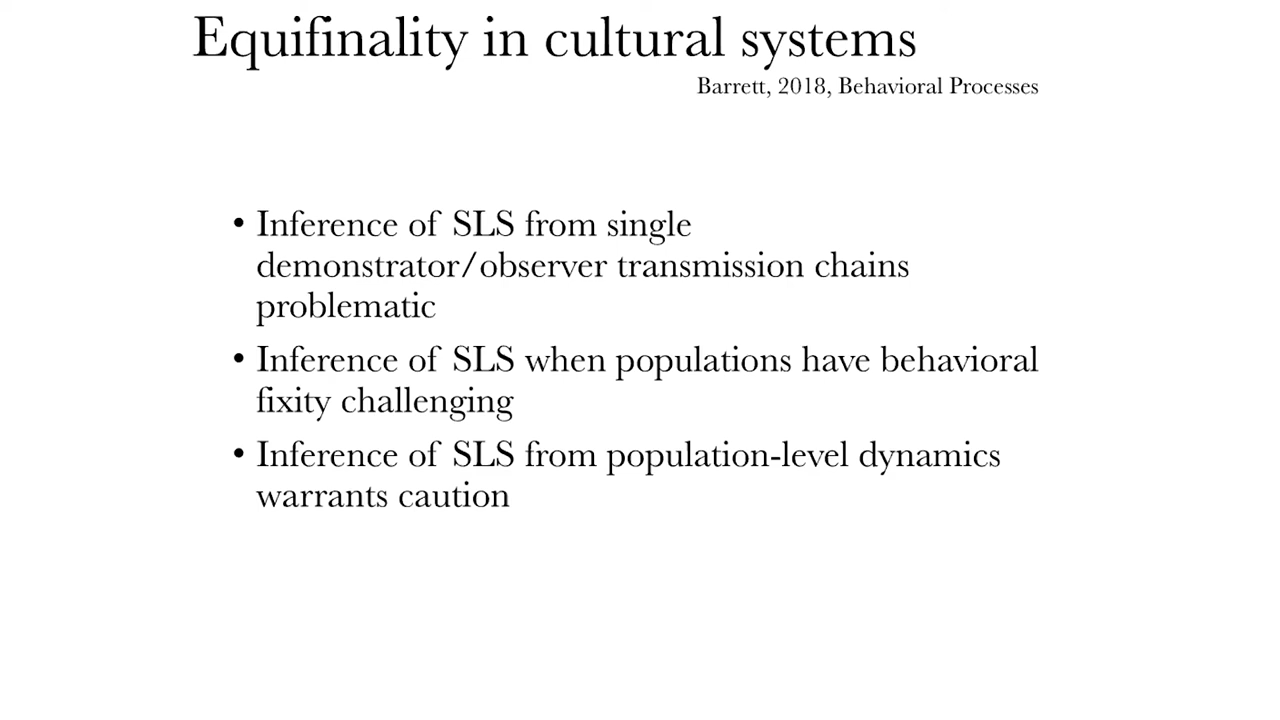 Equifinality in cultural systems
Barrett, 2018, Behavioral Processes
• Inference of SLS from single
demonstrator/observer transmission chains
problematic
• Inference of SLS when populations have behavioral
fixity challenging
• Inference of SLS from population-level dynamics
warrants caution